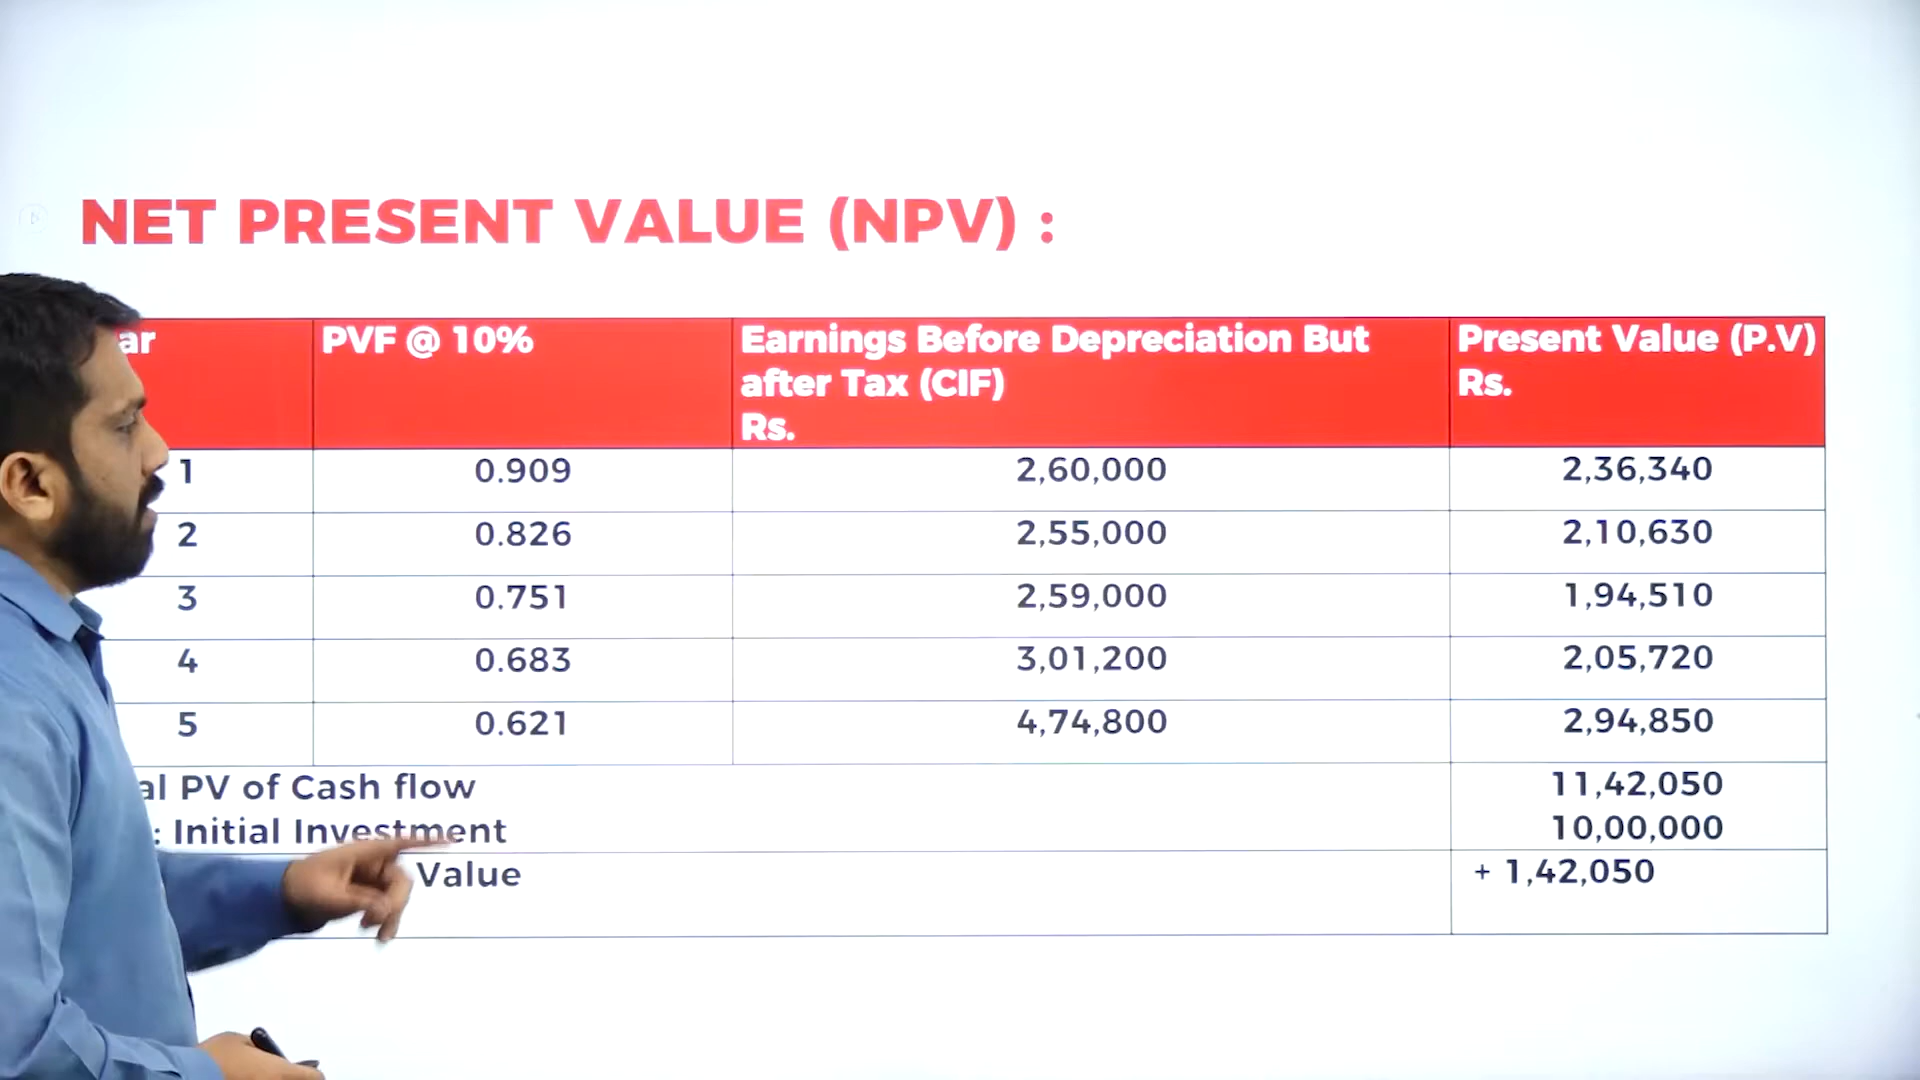 NET PRESENT VALUE (NPV) :
ar PVF @ 10% Earnings Before Depreciation But after Tax (CIF) Rs. Present Value (P.V) Rs.
1 0.909 2,60,000 2,36,340
2 0.826 2,55,000 2,10,630
3 0.751 2,59,000 1,94,510
4 0.683 3,01,200 2,05,720
5 0.621 4,74,800 2,94,850
al PV of Cash flow 11,42,050
: Initial Investment 10,00,000
Value + 1,42,050